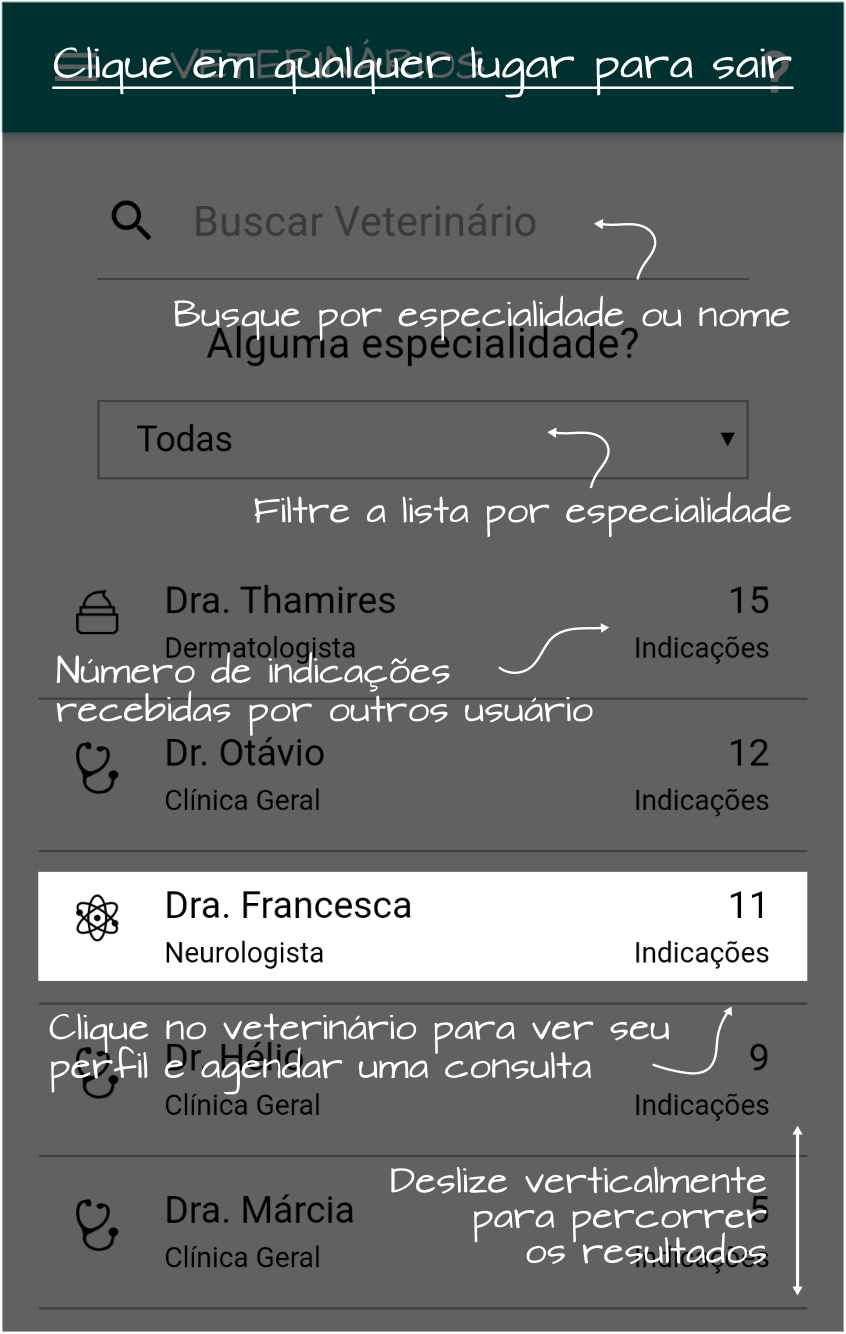 Clique em qualquer lugar para sair
VETERINÁRIOS ?
Buscar Veterinário
Busque por especialidade ou nome
Alguma especialidade?
Todas
Filtre a lista por especialidade
Dra. Thamires 15
Dermatologista Indicações
Número de indicações
recebidas por outros usuário
Dr. Otávio 12
Clínica Geral Indicações
Dra. Francesca 11
Neurologista Indicações
Clique no veterinário para ver seu
perfil e agendar uma consulta
Dr. Hélio 9
Clínica Geral Indicações
Deslize verticalmente
para percorrer
os resultados
Dra. Márcia 5
Clínica Geral Indicações